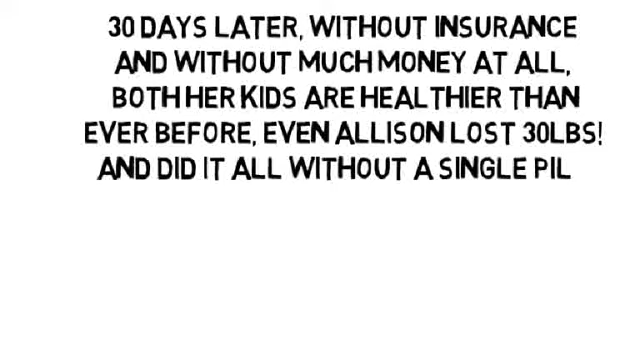 30 DAYS LATER, WITHOUT INSURANCE
AND WITHOUT MUCH MONEY AT ALL,
BOTH HER KIDS ARE HEALTHIER THAN
EVER BEFORE, EVEN ALLISON LOST 30LBS!
AND DID IT ALL WITHOUT A SINGLE PIL